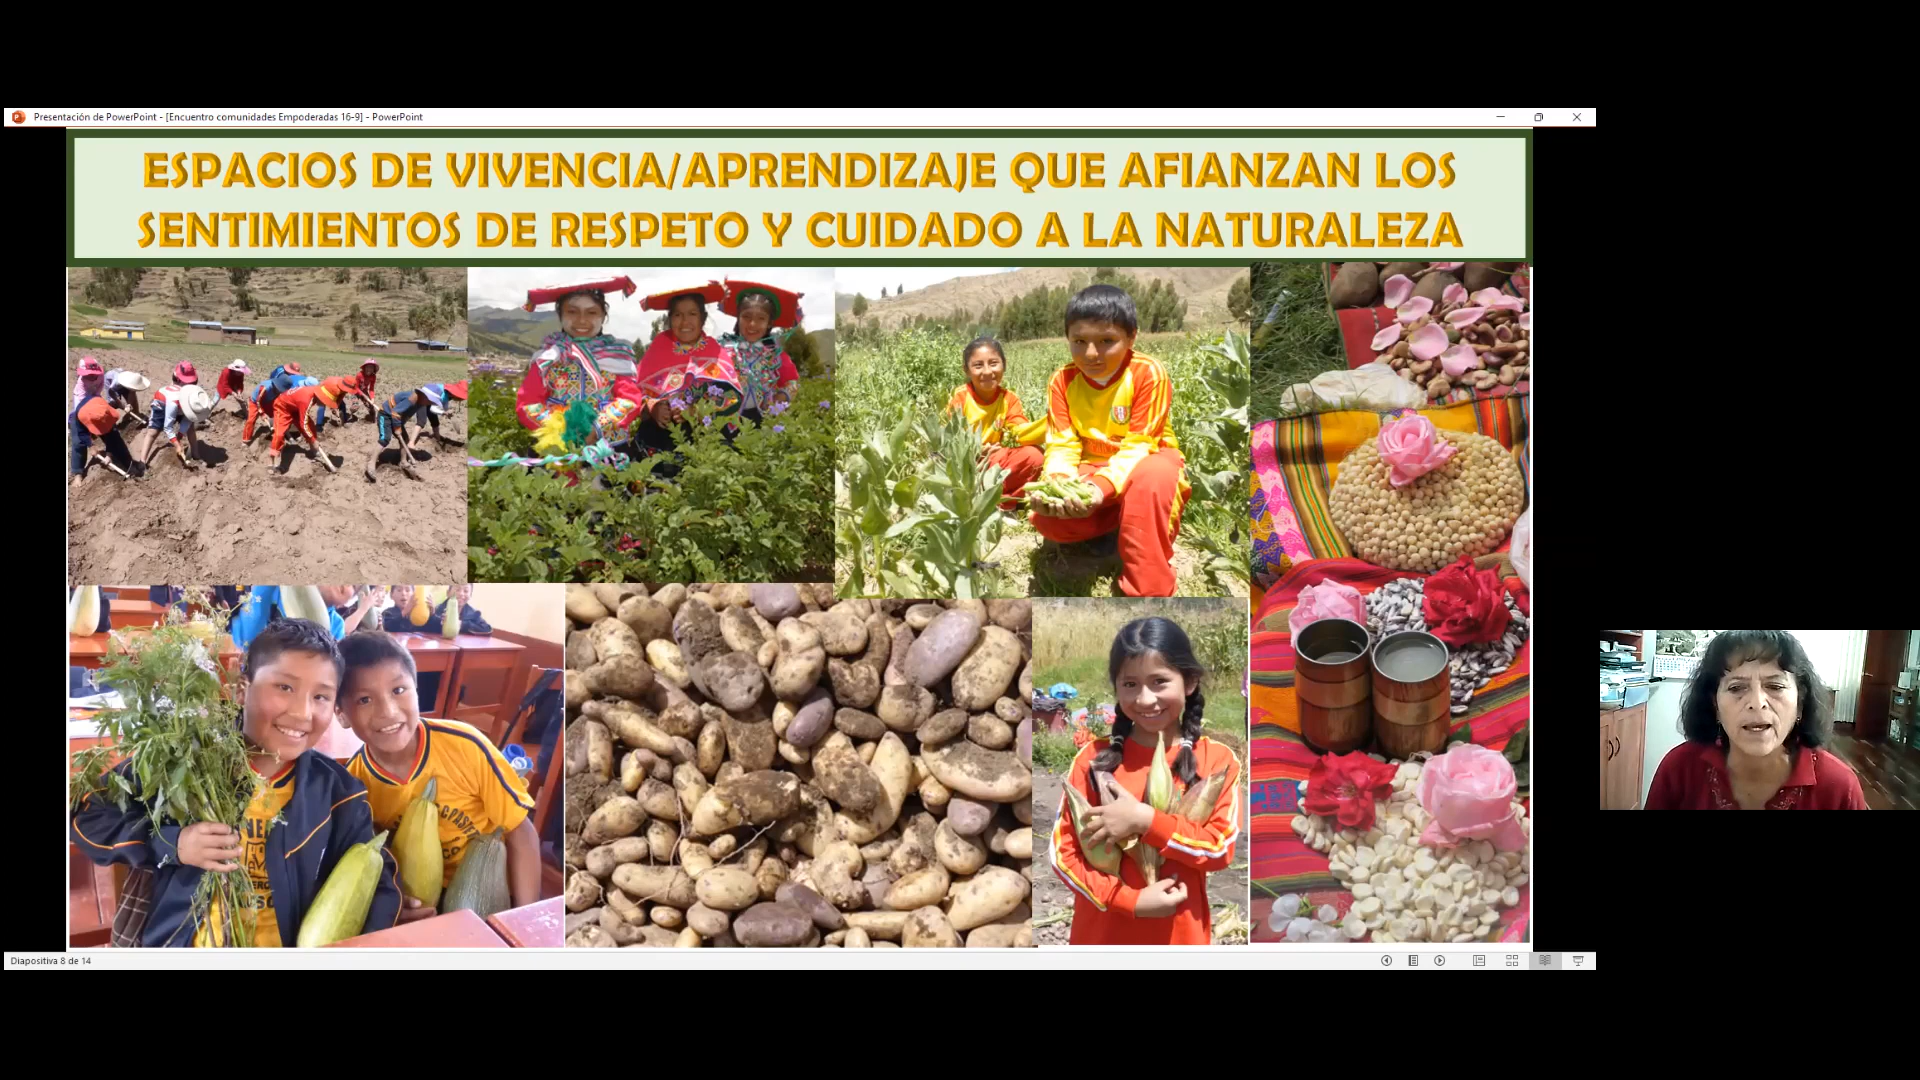 Presentación de PowerPoint - [Encuentro comunidades Empoderadas 16-9] - PowerPoint
ESPACIOS DE VIVENCIA/APRENDIZAJE QUE AFIANZAN LOS
SENTIMIENTOS DE RESPETO Y CUIDADO A LA NATURALEZA
Diapositiva 8 de 14